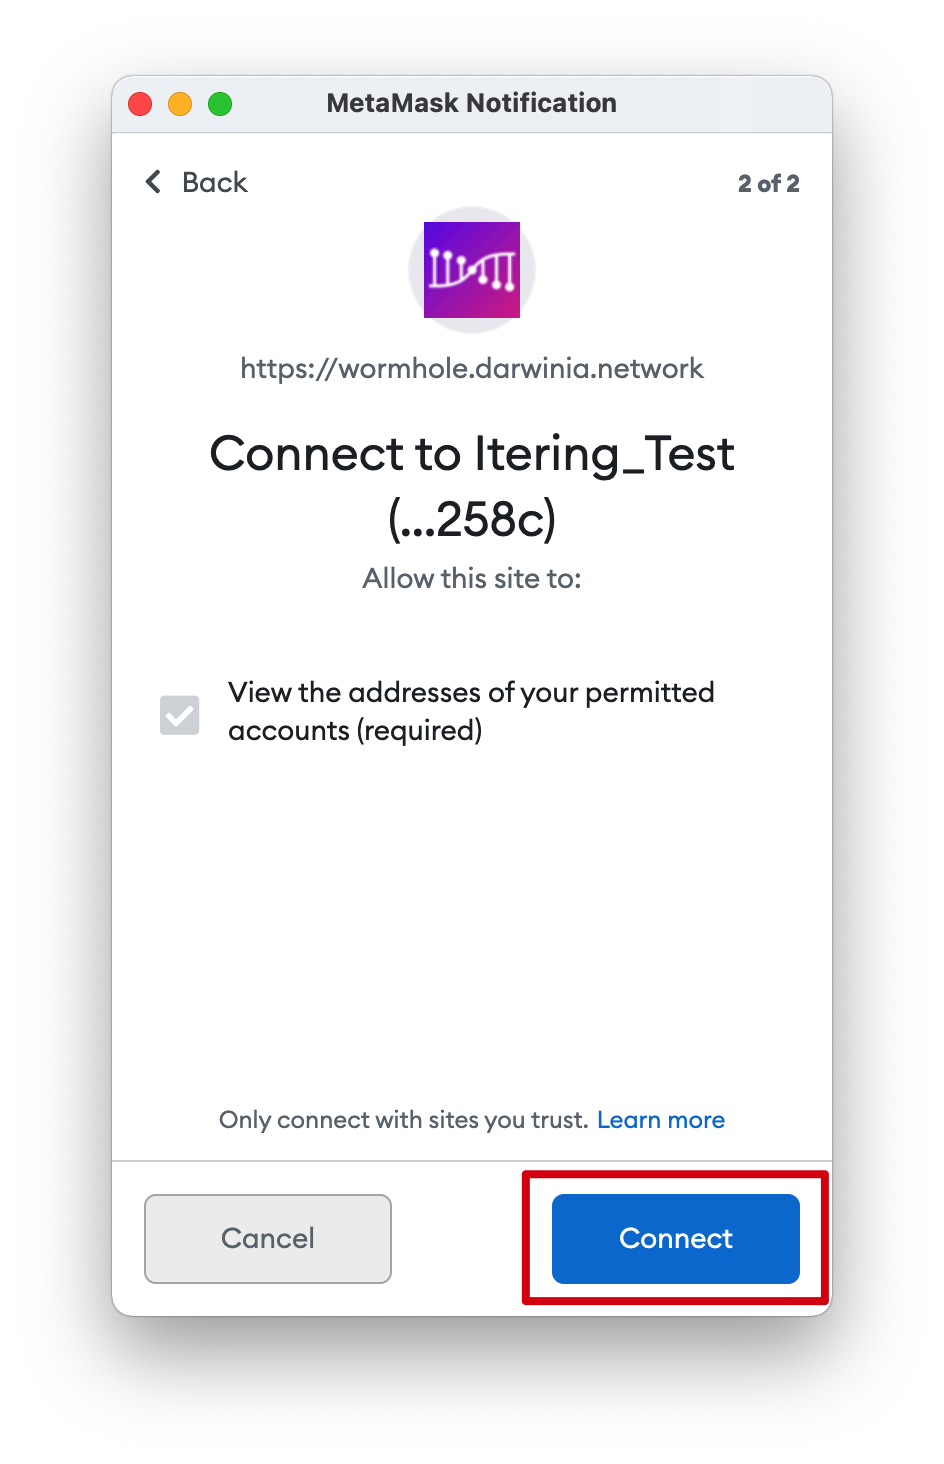 MetaMask Notification
Back
2 of 2
https://wormhole.darwinia.network
Connect to Itering_Test
(...258c)
Allow this site to:
View the addresses of your permitted
accounts (required)
Only connect with sites you trust. Learn more
Cancel
Connect